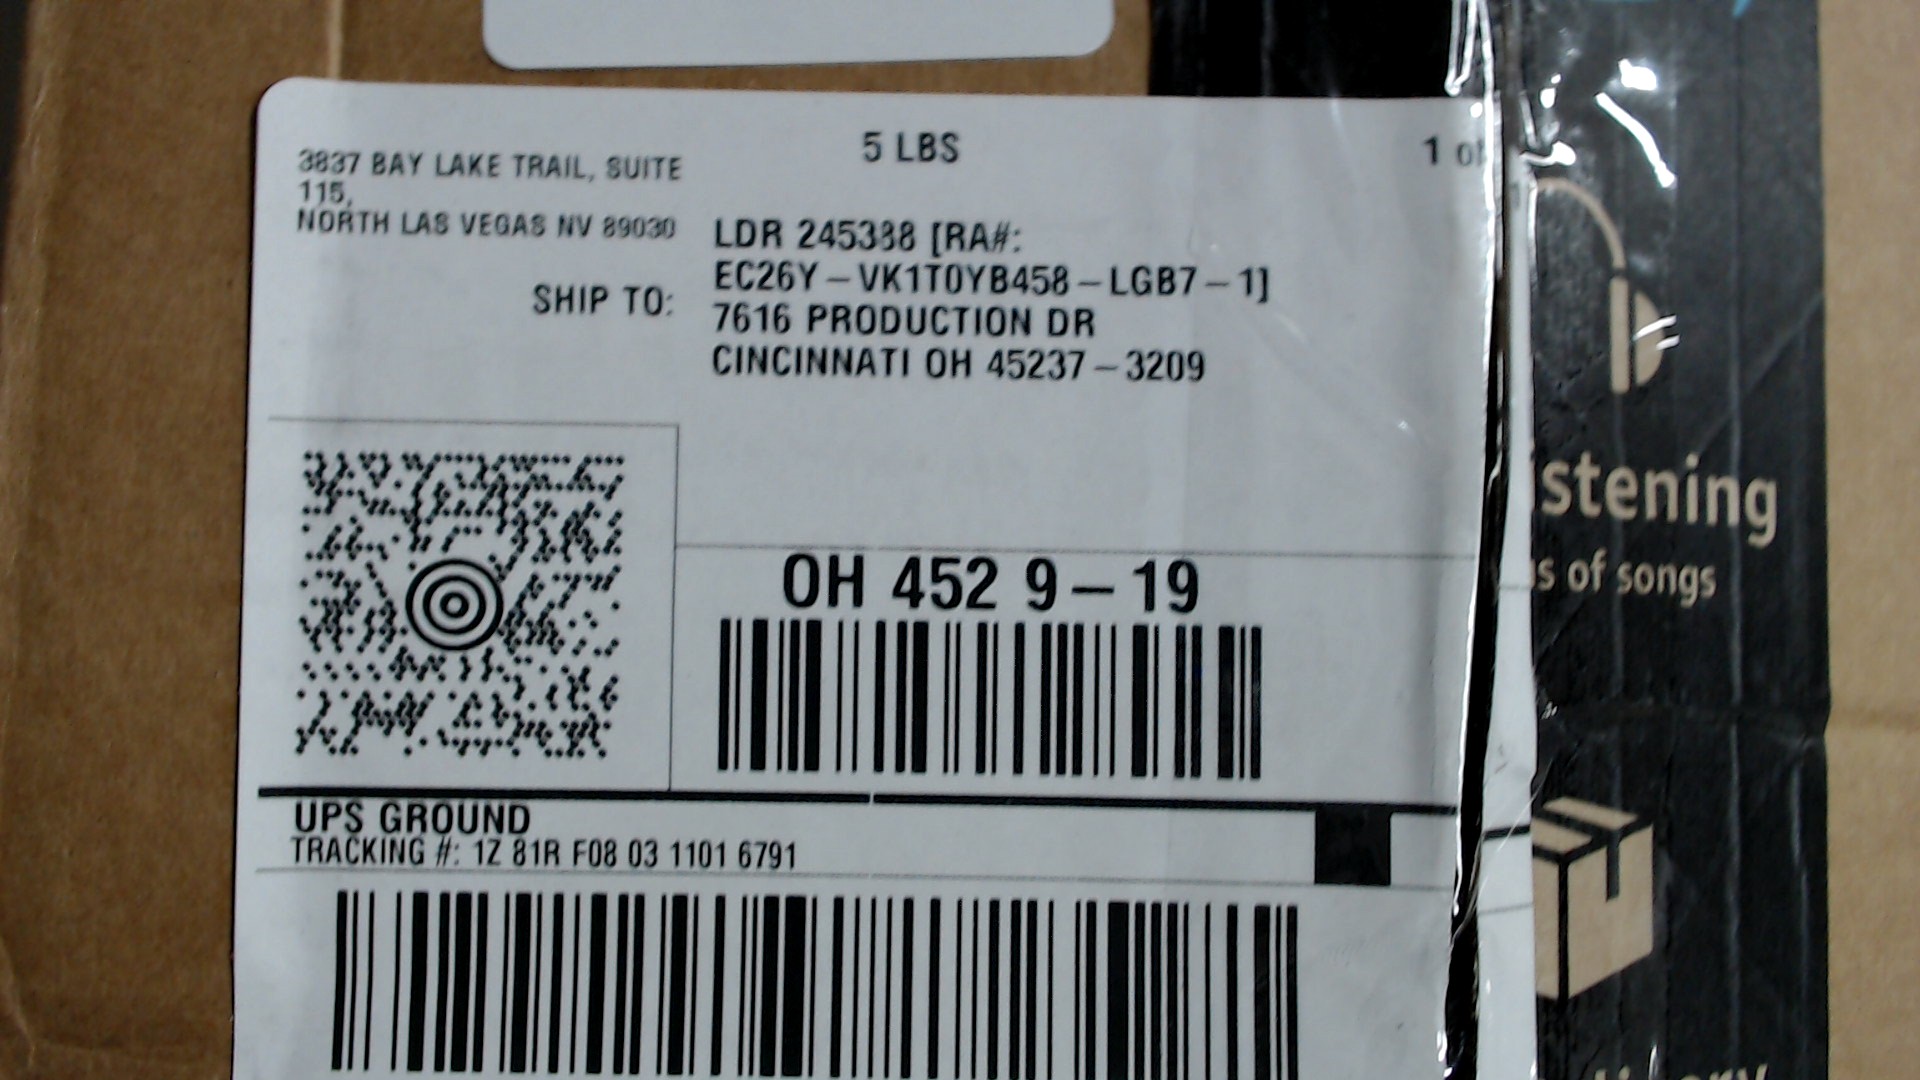 5 LBS
1 of
3837 BAY LAKE TRAIL, SUITE
115,
NORTH LAS VEGAS NV 89030
SHIP TO:
LDR 245388 [RA#:
EC26Y-VK1T0YB458-LGB7-1]
7616 PRODUCTION DR
CINCINNATI OH 45237-3209
OH 452 9-19
UPS GROUND
TRACKING #: 1Z 81R F08 03 1101 6791
istening
s of songs